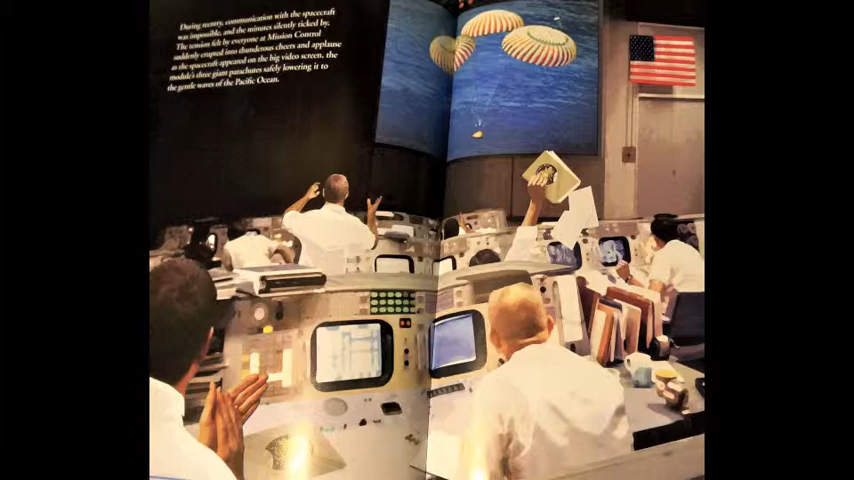 During reentry, communication with the spacecraft
was impossible, and the minutes silently ticked by.
The tension felt by everyone at Mission Control
suddenly erupted into thunderous cheers and applause
as the spacecraft appeared on the big video screen, the
module's three giant parachutes safely lowering it to
the gentle waves of the Pacific Ocean.